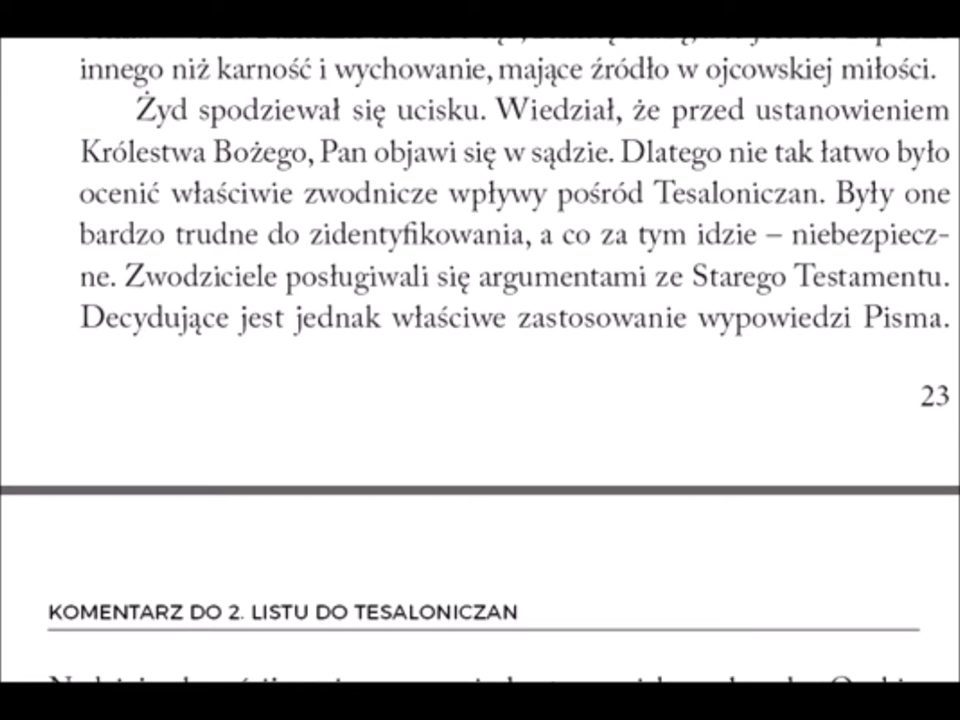 innego niż karność i wychowanie, mające źródło w ojcowskiej miłości.
Żyd spodziewał się ucisku. Wiedział, że przed ustanowieniem
Królestwa Bożego, Pan objawi się w sądzie. Dlatego nie tak łatwo było
ocenić właściwie zwodnicze wpływy pośród Tesaloniczan. Były one
bardzo trudne do zidentyfikowania, a co za tym idzie – niebezpiecz-
ne. Zwodziciele posługiwali się argumentami ze Starego Testamentu.
Decydujące jest jednak właściwe zastosowanie wypowiedzi Pisma.
23
KOMENTARZ DO 2. LISTU DO TESALONICZAN